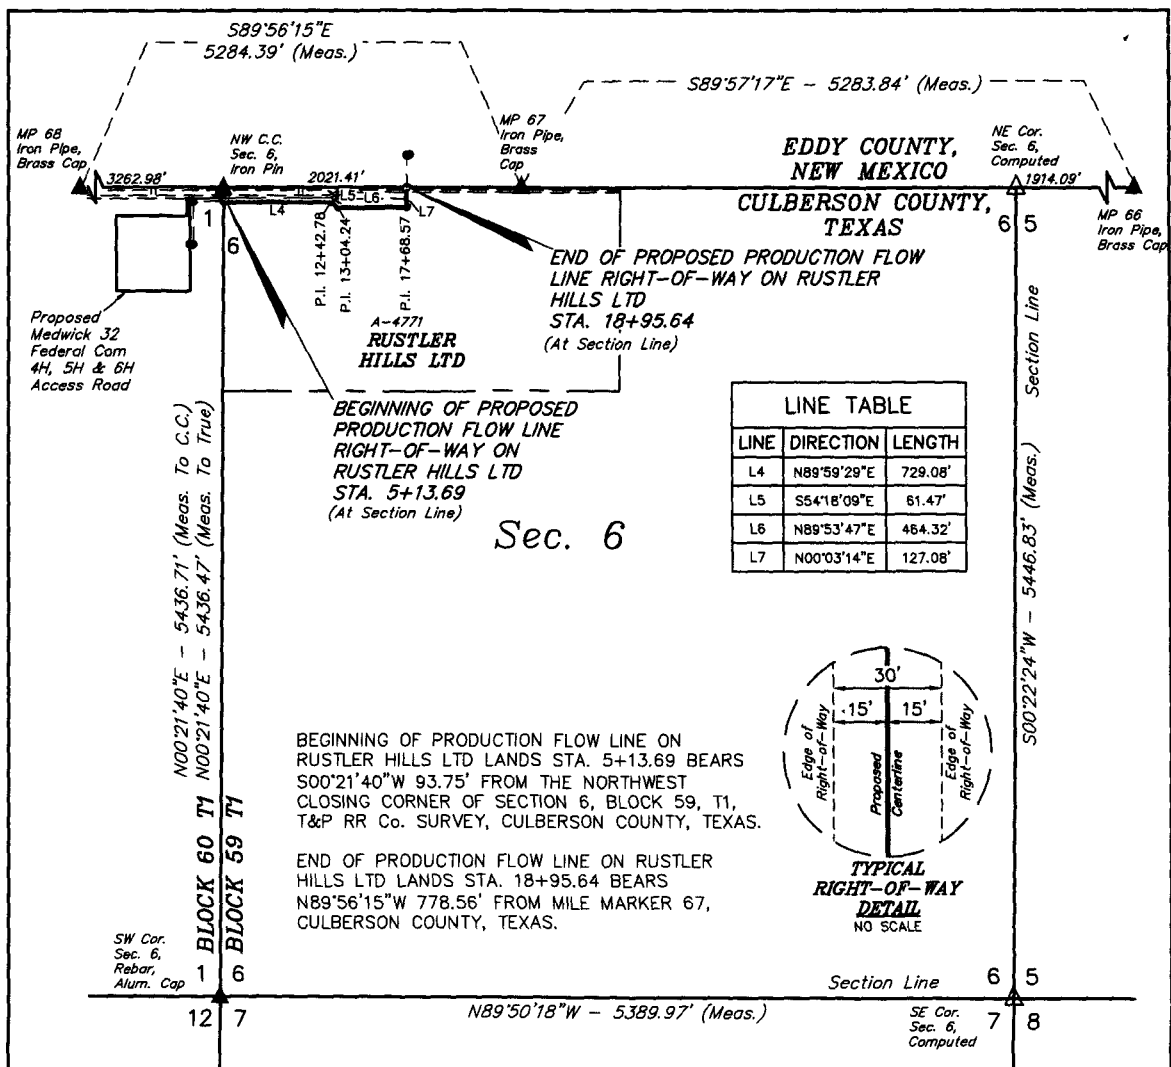 S89°56'15"E
5284.39' (Meas.)
S89°57'17"E - 5283.84' (Meas.)
MP 68
Iron Pipe,
Brass Cap
NW C.C.
Sec. 6,
Iron Pin
MP 67
Iron Pipe,
Brass
Cap
EDDY COUNTY,
NEW MEXICO
NE Cor.
Sec. 6,
Computed
3262.98'
2021.41'
1914.09'
L4
L5
L6
L7
CULBERSON COUNTY,
TEXAS
1
6
6
5
MP 66
Iron Pipe,
Brass Cap
P.I. 12+42.78
P.I. 13+04.24
P.I. 17+68.57
END OF PROPOSED PRODUCTION FLOW
LINE RIGHT-OF-WAY ON RUSTLER
HILLS LTD
STA. 18+95.64
(At Section Line)
Proposed
Medwick 32
Federal Com
4H, 5H & 6H
Access Road
A-4771
RUSTLER
HILLS LTD
Section Line
BEGINNING OF PROPOSED
PRODUCTION FLOW LINE
RIGHT-OF-WAY ON
RUSTLER HILLS LTD
STA. 5+13.69
(At Section Line)
LINE TABLE
LINE DIRECTION LENGTH
L4 N89°59'29"E 729.08'
L5 S54°18'09"E 61.47'
L6 N89°53'47"E 464.32'
L7 N00°03'14"E 127.08'
Sec. 6
N00°21'40"E - 5436.71' (Meas. To C.C.)
N00°21'40"E - 5436.47' (Meas. To True)
S00°22'24"W - 5446.83' (Meas.)
30'
15' 15'
Edge of
Right-of-Way
Proposed
Centerline
Edge of
Right-of-Way
TYPICAL
RIGHT-OF-WAY
DETAIL
NO SCALE
BEGINNING OF PRODUCTION FLOW LINE ON
RUSTLER HILLS LTD LANDS STA. 5+13.69 BEARS
S00°21'40"W 93.75' FROM THE NORTHWEST
CLOSING CORNER OF SECTION 6, BLOCK 59, T1,
T&P RR Co. SURVEY, CULBERSON COUNTY, TEXAS.
END OF PRODUCTION FLOW LINE ON RUSTLER
HILLS LTD LANDS STA. 18+95.64 BEARS
N89°56'15"W 778.56' FROM MILE MARKER 67,
CULBERSON COUNTY, TEXAS.
BLOCK 60 T1
BLOCK 59 T1
SW Cor.
Sec. 6,
Rebar,
Alum. Cap
1
6
Section Line
6
5
12
7
N89°50'18"W - 5389.97' (Meas.)
SE Cor.
Sec. 6,
Computed
7
8